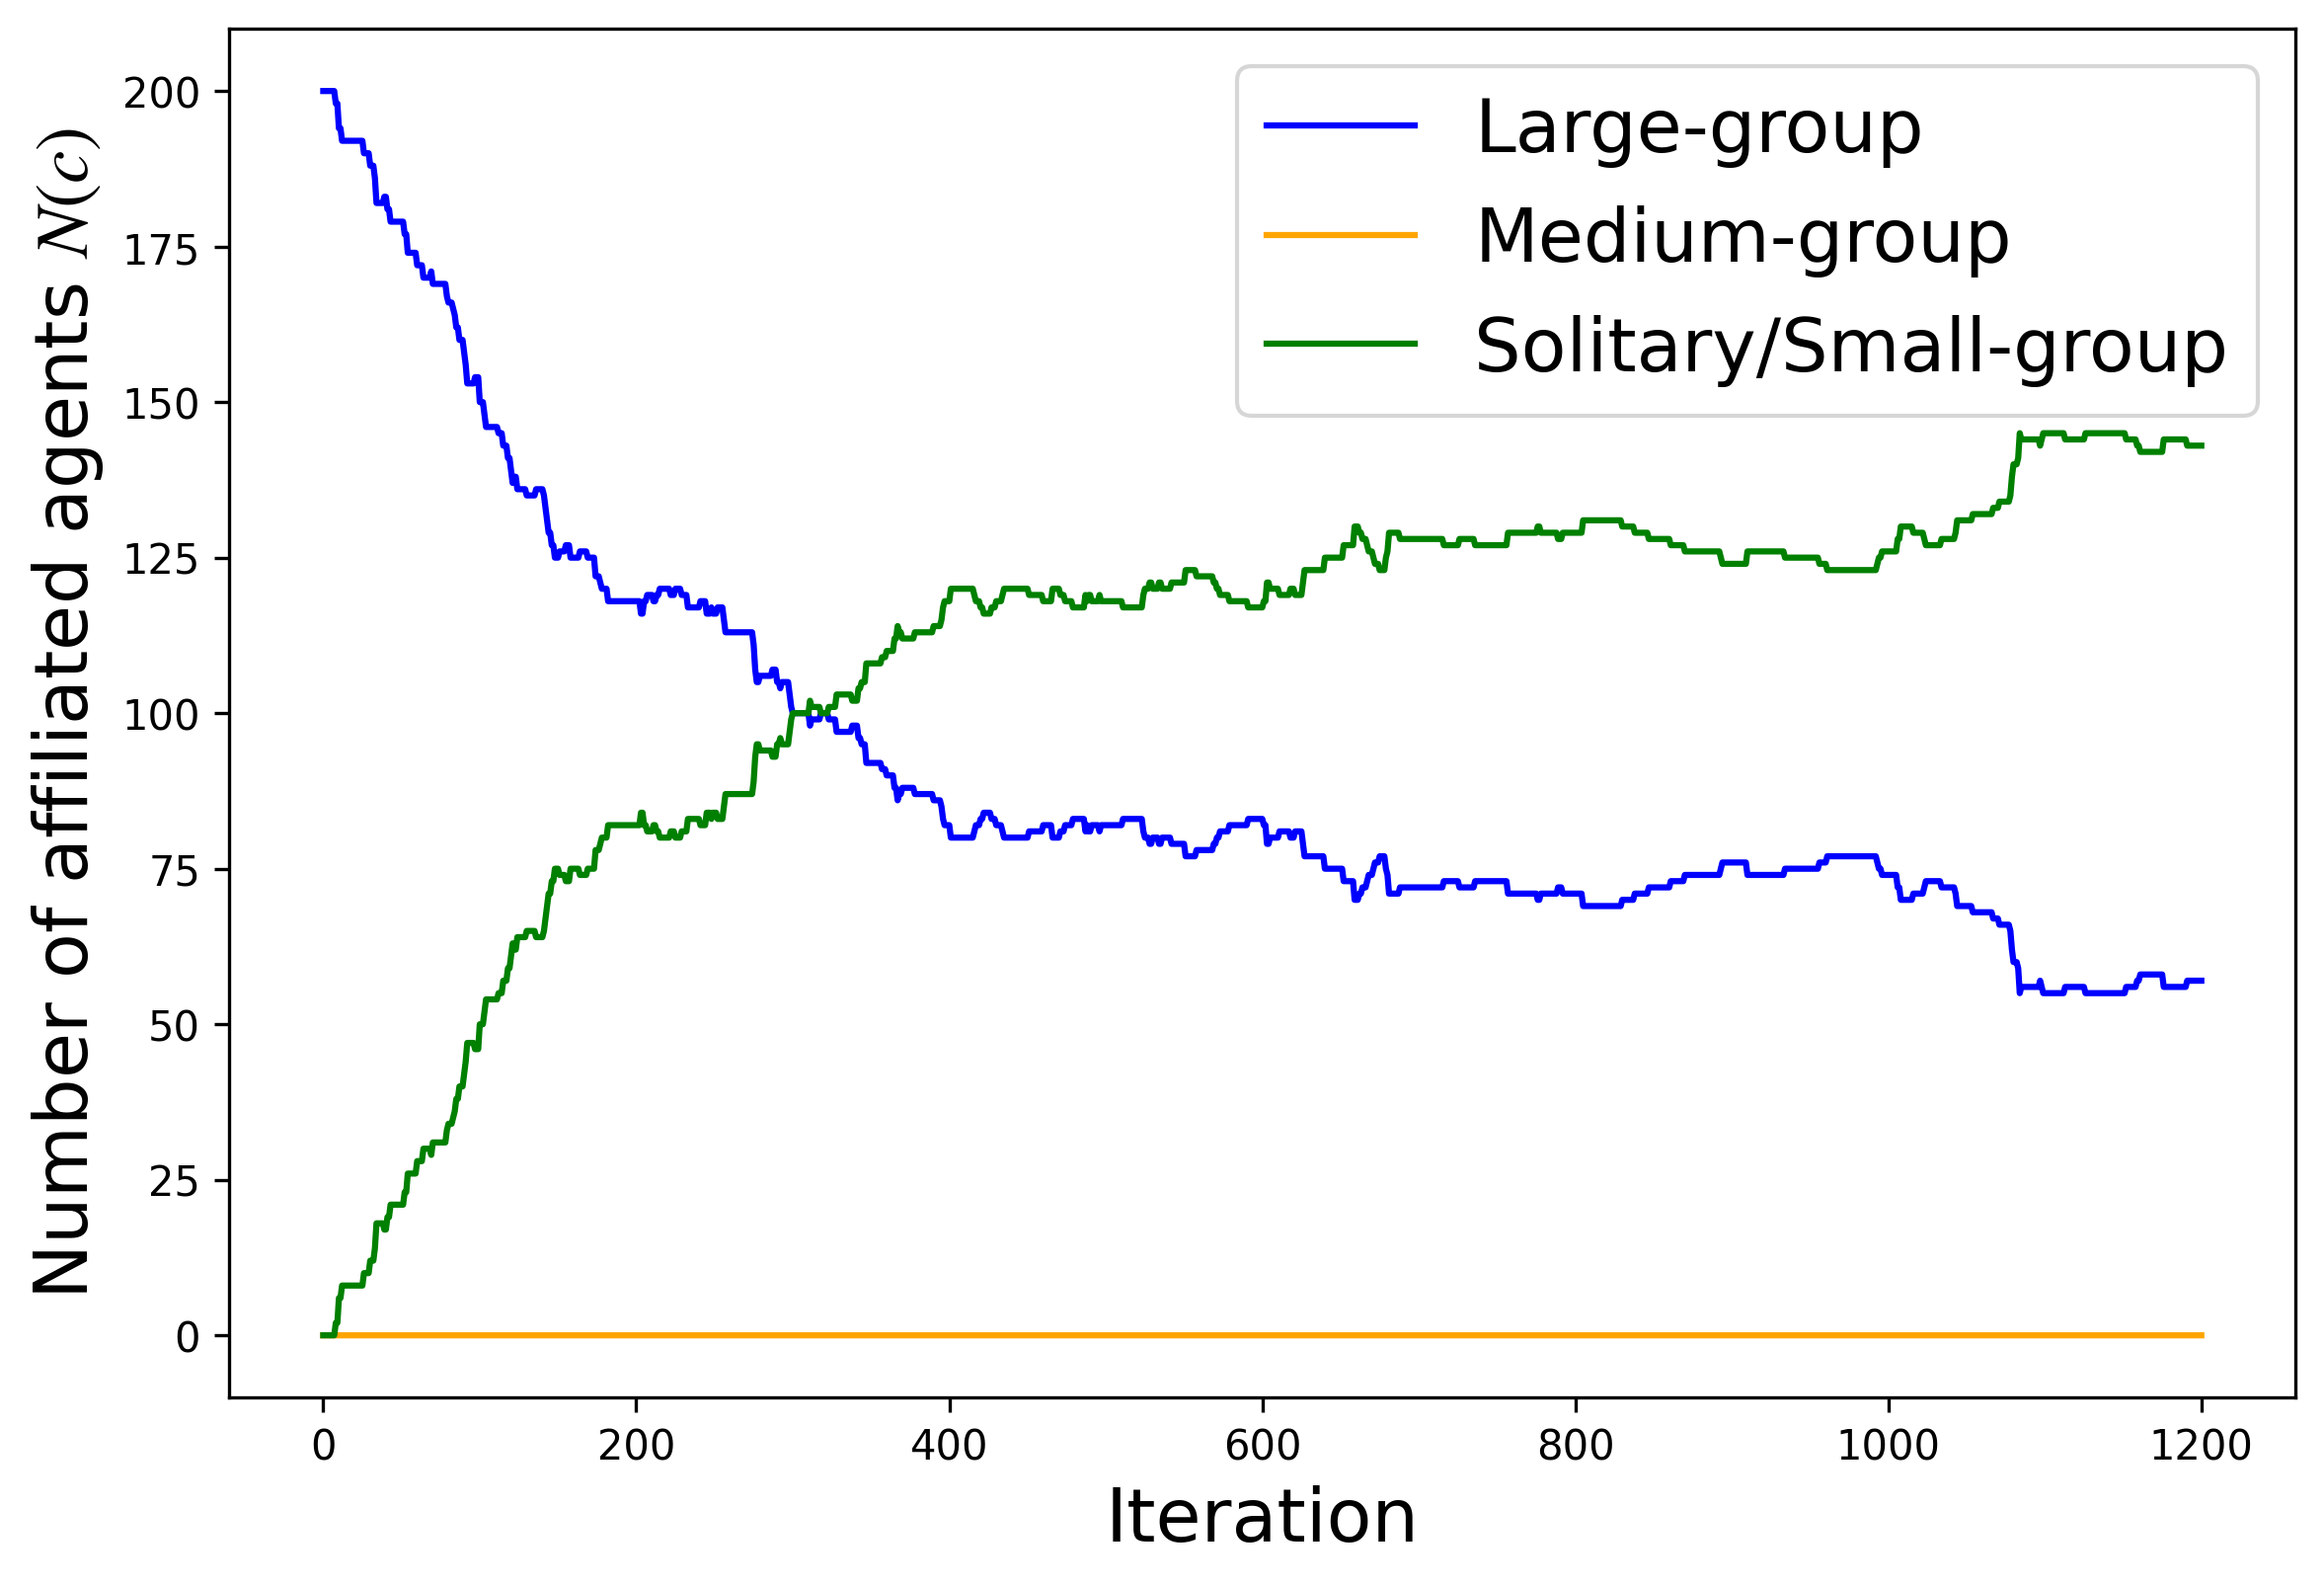 Number of affiliated agents N(c)
200
175
150
125
100
75
50
25
0
Large-group
Medium-group
Solitary/Small-group
0 200 400 600 800 1000 1200
Iteration